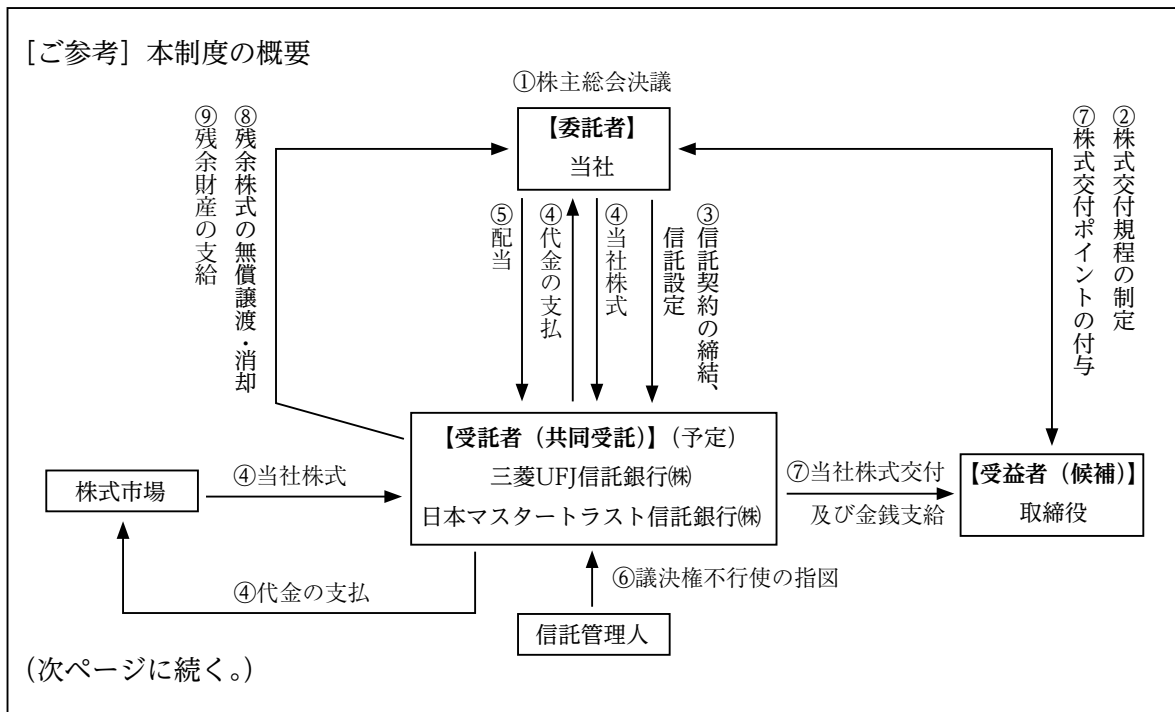 ［ご参考］本制度の概要
①株主総会決議
【委託者】
当社
⑨残余財産の支給
⑧残余株式の無償譲渡・消却
⑤配当
④代金の支払
④当社株式
③信託契約の締結、
信託設定
②株式交付規程の制定
⑦株式交付ポイントの付与
【受託者（共同受託）】（予定）
三菱UFJ信託銀行㈱
日本マスタートラスト信託銀行㈱
株式市場
④当社株式
④代金の支払
⑦当社株式交付
及び金銭支給
【受益者（候補）】
取締役
⑥議決権不行使の指図
信託管理人
（次ページに続く。）